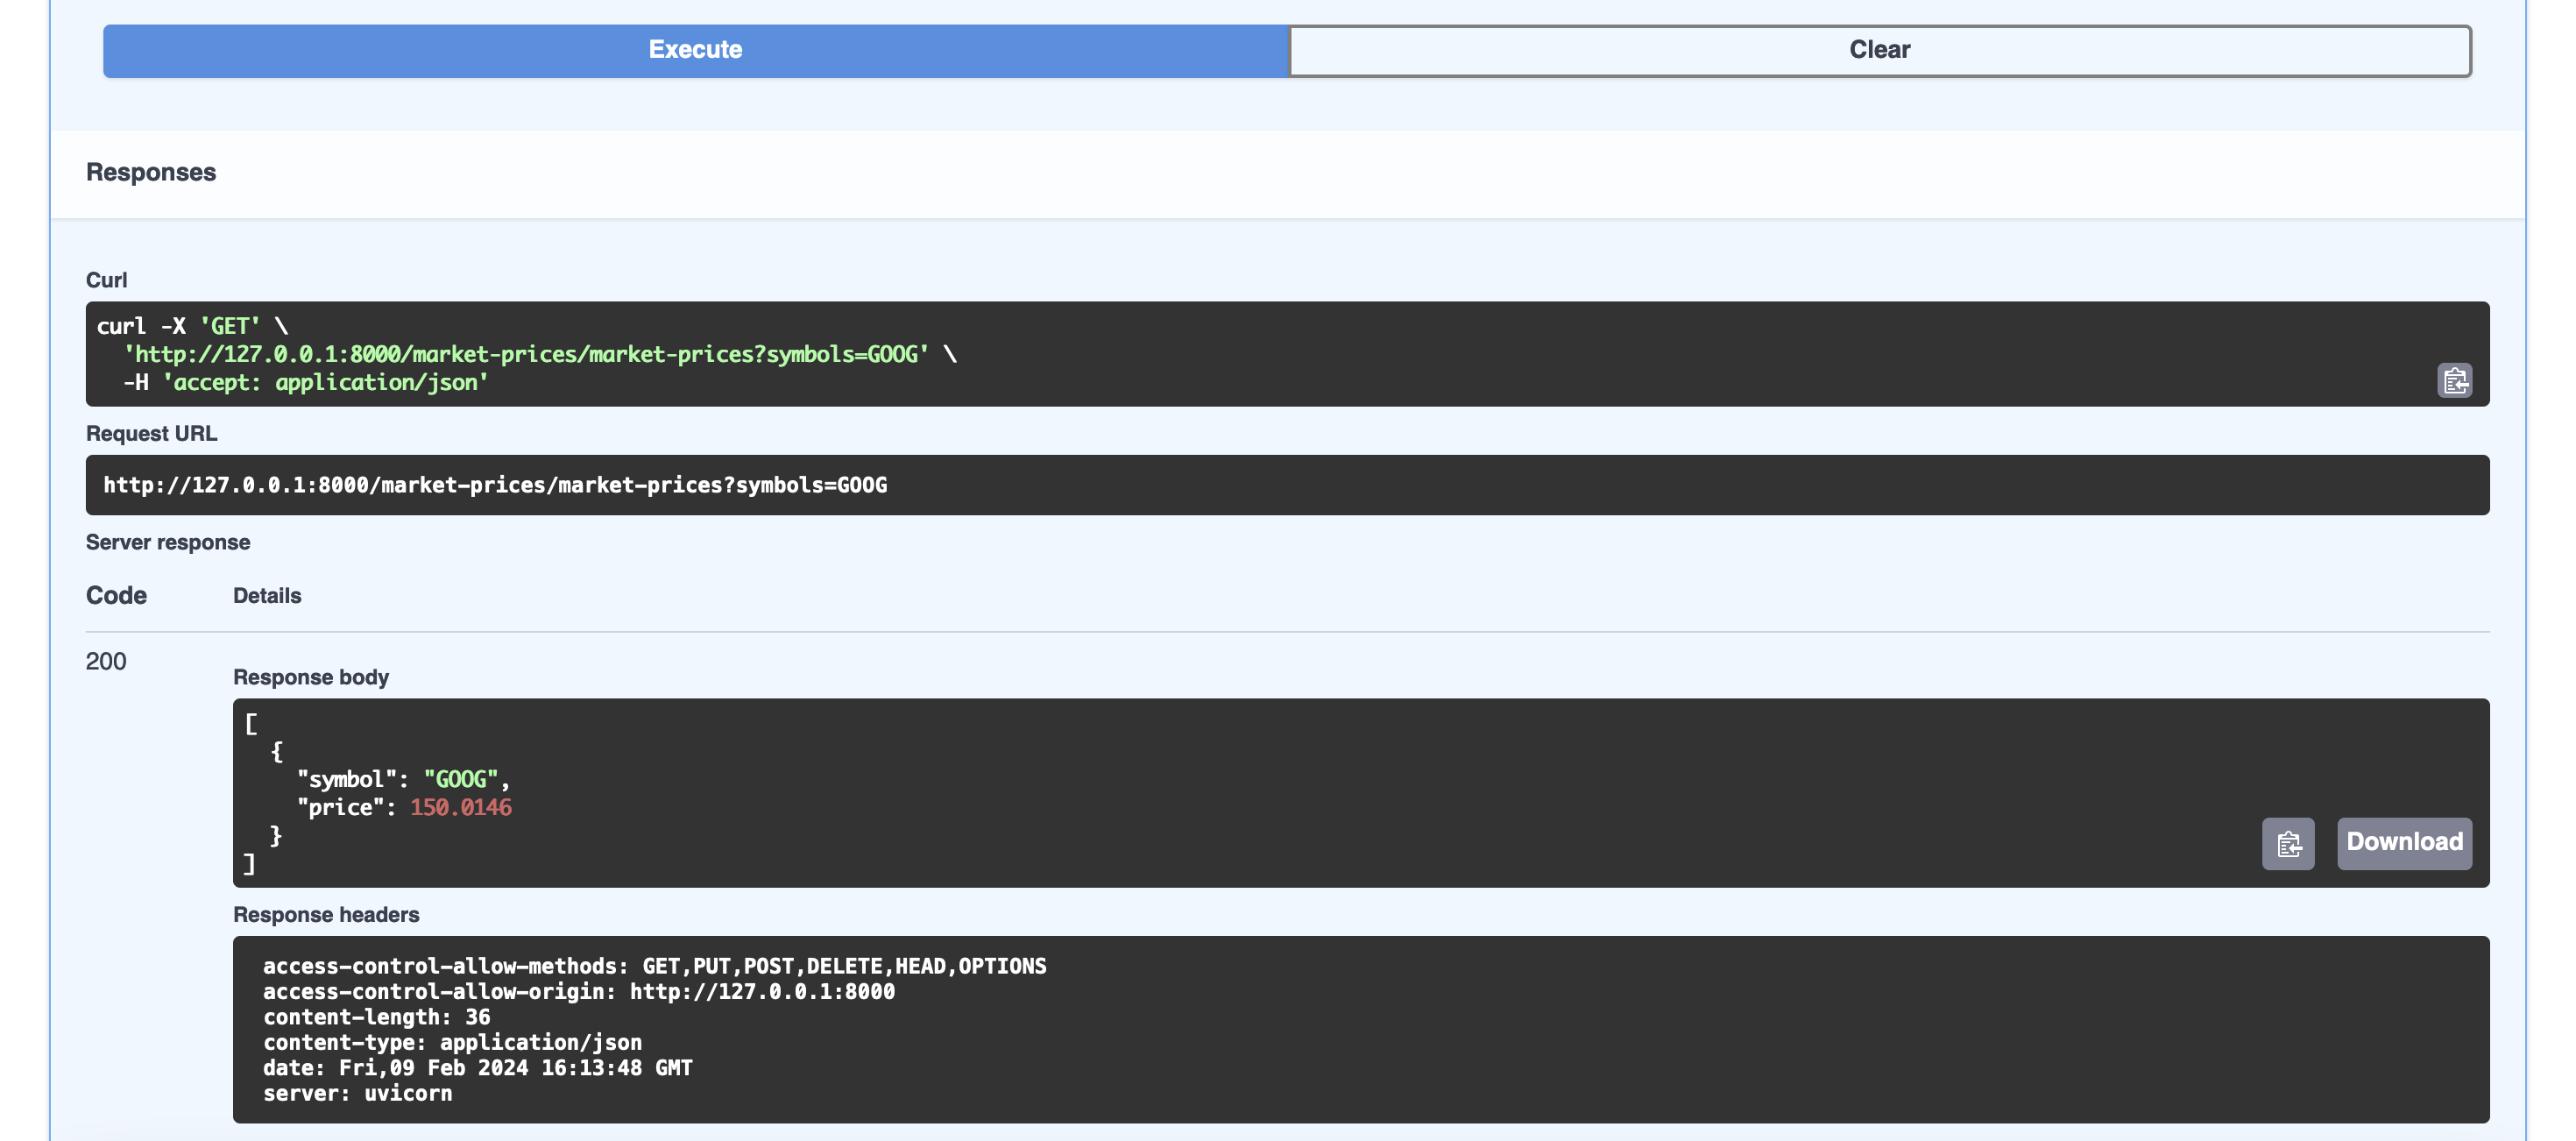 Execute
Clear
Responses
Curl
curl -X 'GET' \
  'http://127.0.0.1:8000/market-prices/market-prices?symbols=GOOG' \
  -H 'accept: application/json'
Request URL
http://127.0.0.1:8000/market-prices/market-prices?symbols=GOOG
Server response
Code Details
200
Response body
[
  {
    "symbol": "GOOG",
    "price": 150.0146
  }
]
Download
Response headers
access-control-allow-methods: GET,PUT,POST,DELETE,HEAD,OPTIONS
access-control-allow-origin: http://127.0.0.1:8000
content-length: 36
content-type: application/json
date: Fri,09 Feb 2024 16:13:48 GMT
server: uvicorn